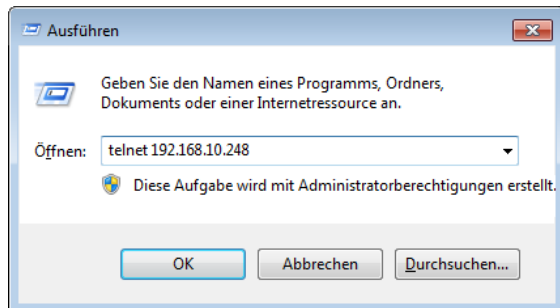 Ausführen
Geben Sie den Namen eines Programms, Ordners,
Dokuments oder einer Internetressource an.
Öffnen: telnet 192.168.10.248
Diese Aufgabe wird mit Administratorberechtigungen erstellt.
OK Abbrechen Durchsuchen...